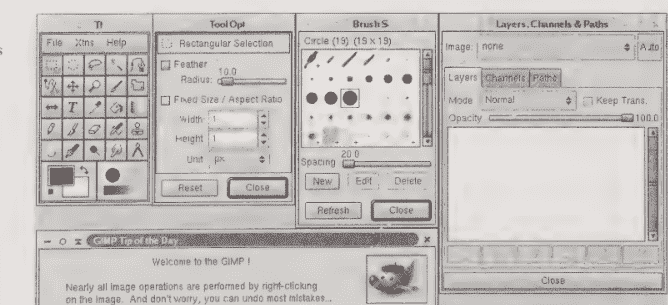 Tool Opt
Brush S
Layers, Channels & Paths
File Xtns Help
Rectangular Selection
Feather
Radius: 10.0
Fixed Size / Aspect Ratio
Width 1
Height 1
Unit px
Reset Close
Circle (19) (19 x 19)
Spacing 20.0
New Edit Delete
Refresh Close
Image: none Auto
Layers Channels Paths
Mode Normal Keep Trans.
Opacity 100.0
Close
GIMP Tip of the Day
Welcome to the GIMP !
Nearly all image operations are performed by right-clicking
on the image. And don't worry, you can undo most mistakes...